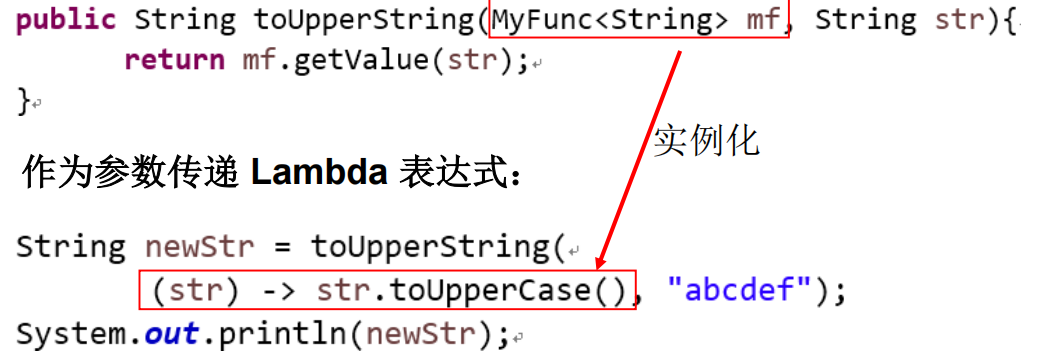 public String toUpperString(MyFunc<String> mf, String str){
return mf.getValue(str);
}
实例化
作为参数传递 Lambda 表达式：
String newStr = toUpperString(
(str) -> str.toUpperCase(), "abcdef");
System.out.println(newStr);